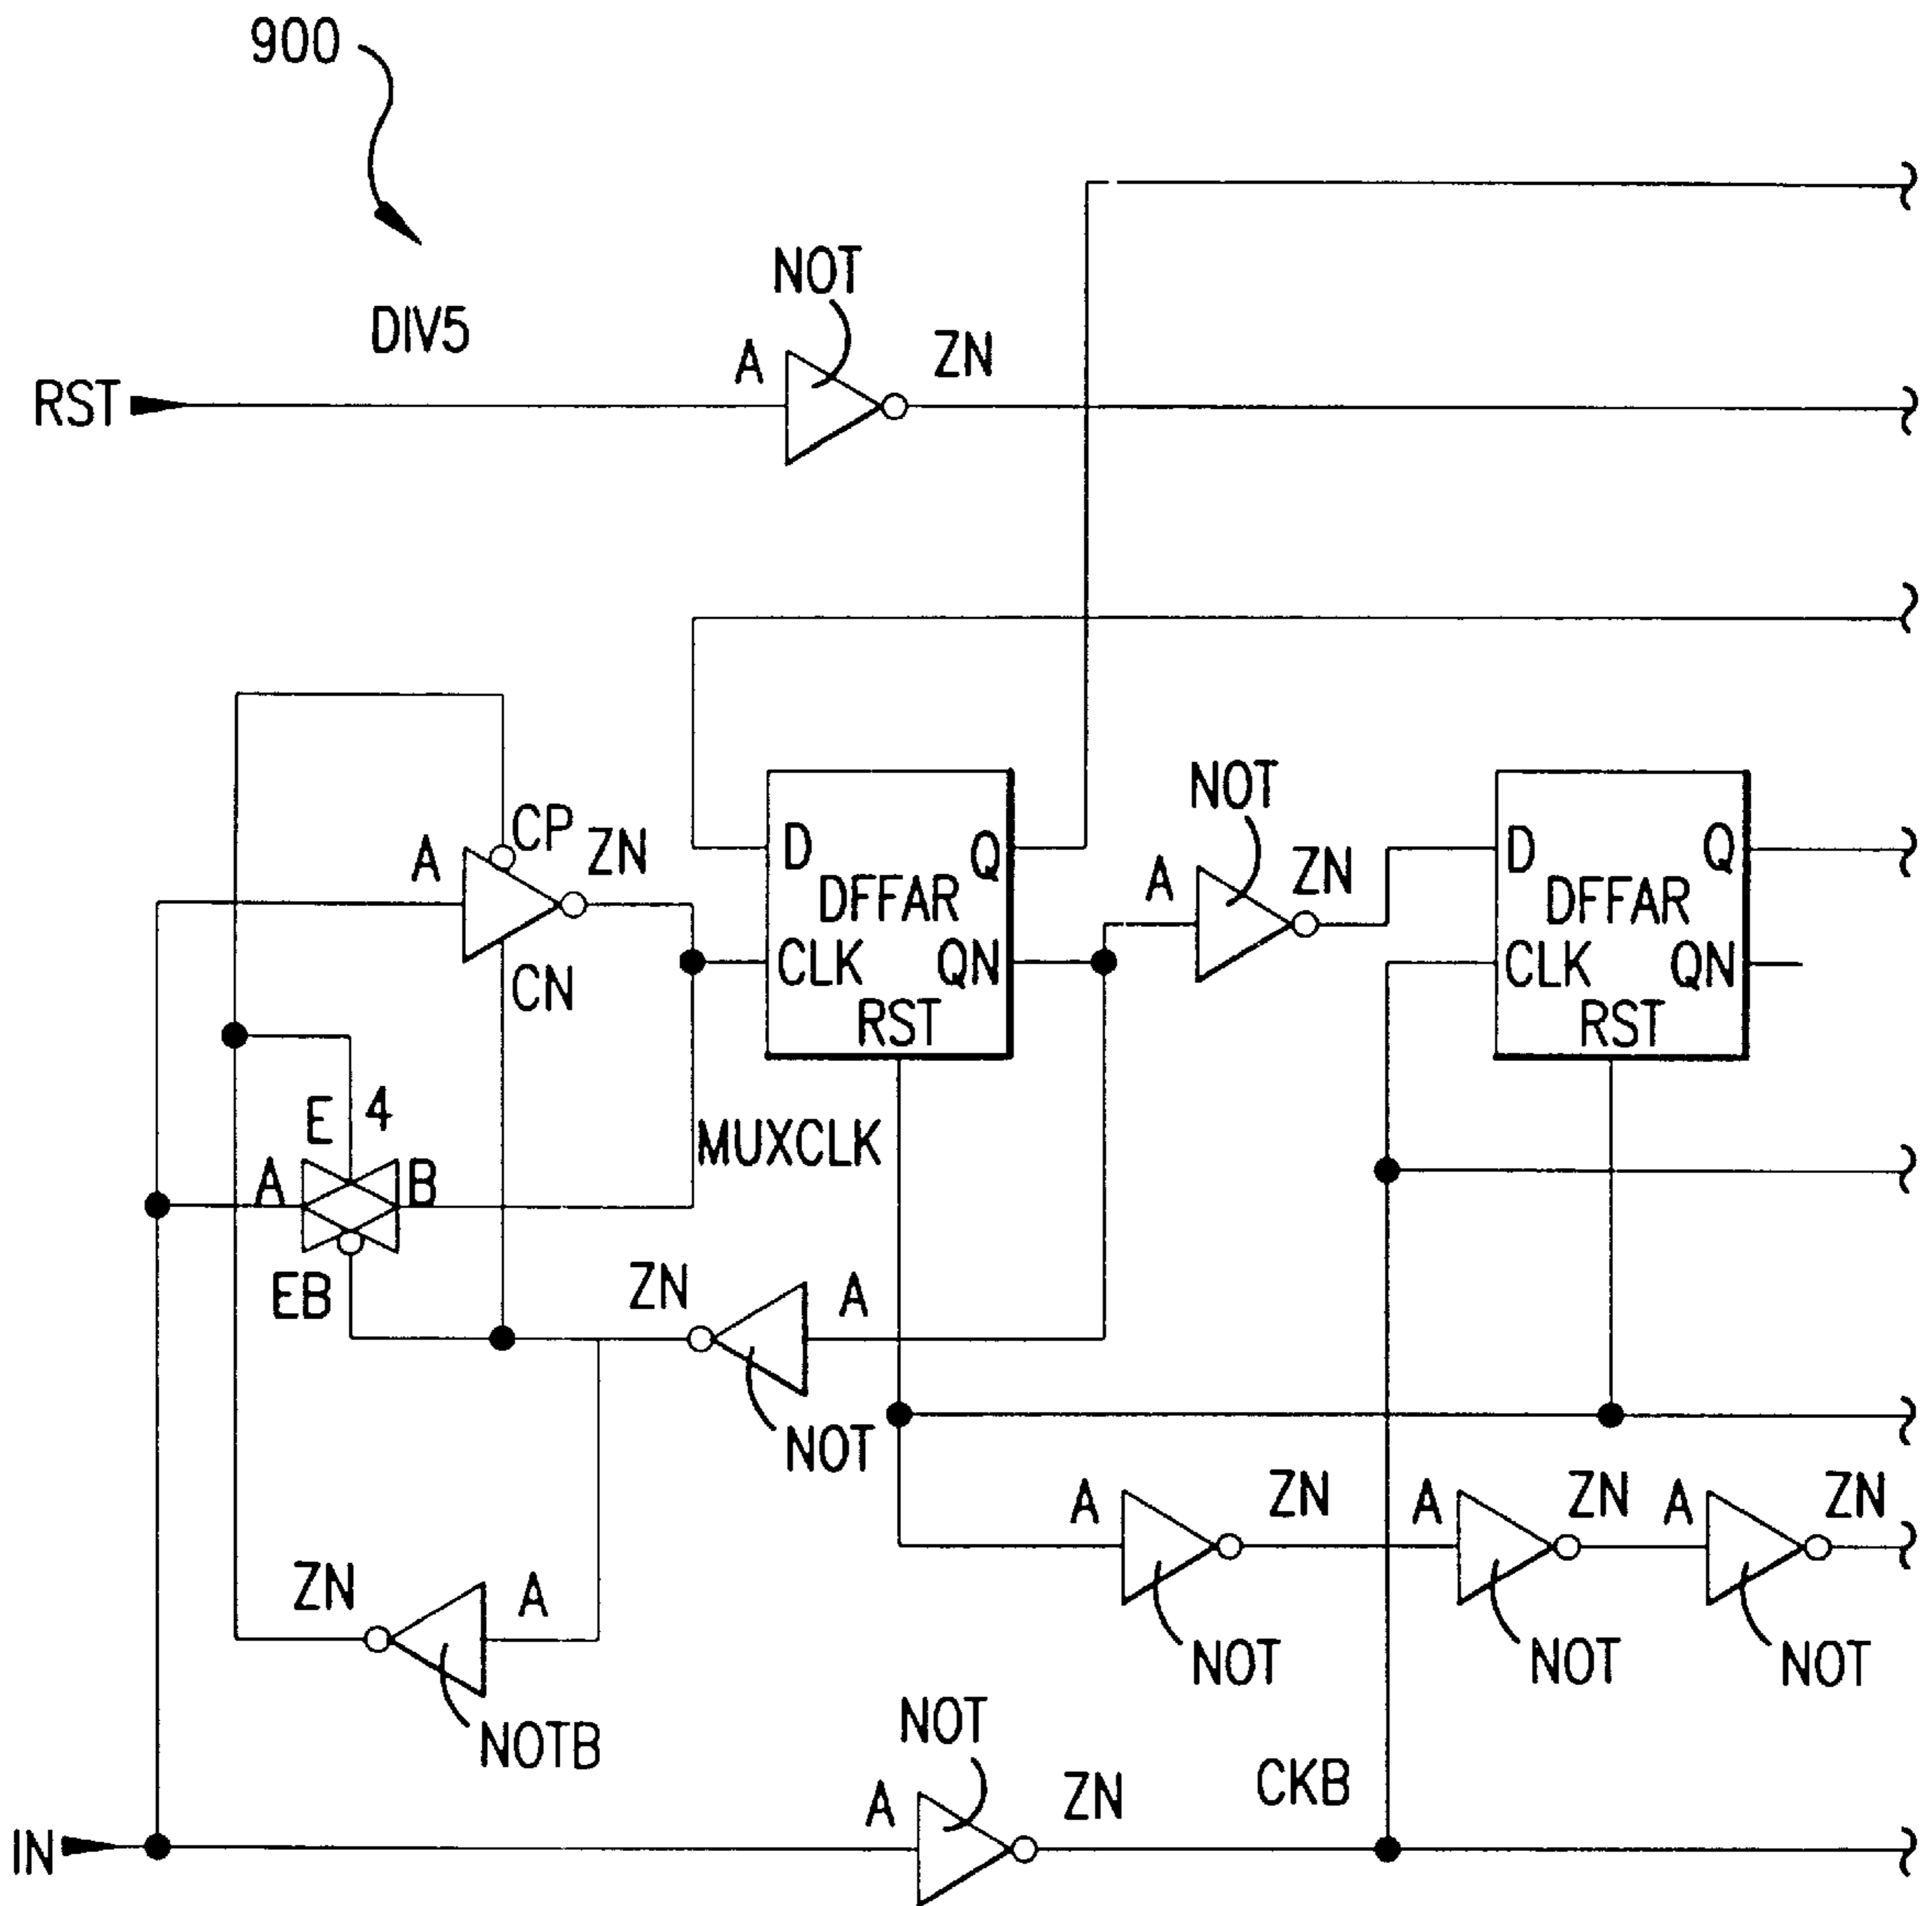 900
DIV5
NOT
A
ZN
RST
CP
A
ZN
CN
D
Q
DFFAR
CLK
QN
RST
NOT
A
ZN
D
Q
DFFAR
CLK
QN
RST
E
4
A
B
EB
MUXCLK
ZN
A
NOT
A
ZN
A
ZN
A
ZN
NOT
NOT
NOT
ZN
A
NOTB
NOT
A
ZN
CKB
IN